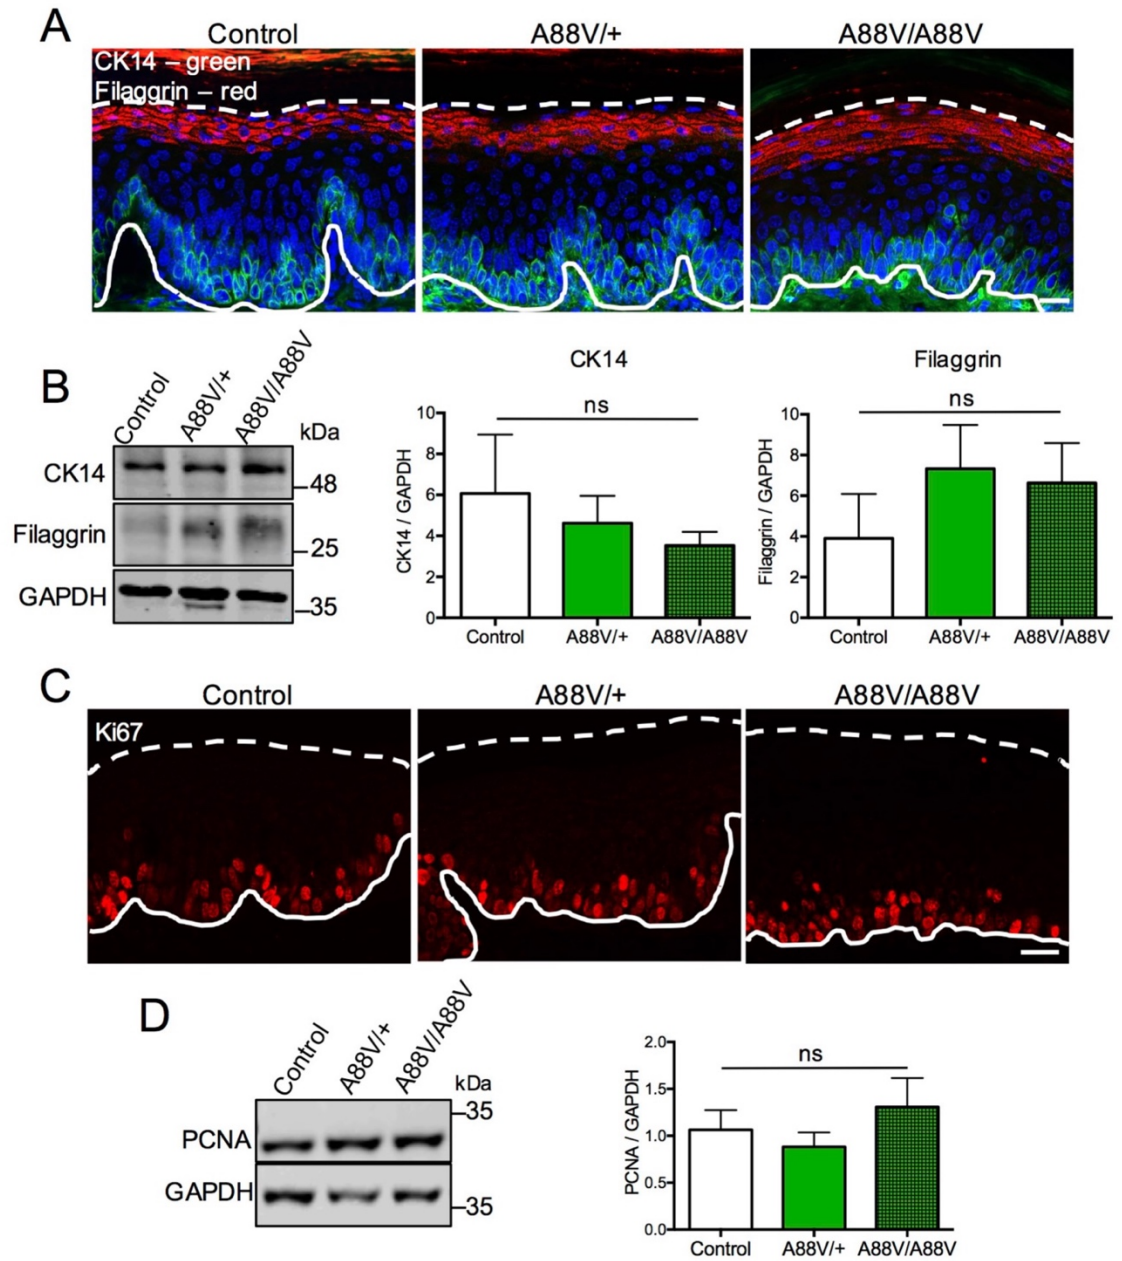 A
Control A88V/+ A88V/A88V
CK14 – green
Filaggrin – red
B
Control A88V/+ A88V/A88V
kDa
CK14
48
Filaggrin
25
GAPDH
35
CK14
CK14 / GAPDH
10
8
6
4
2
0
ns
Control A88V/+ A88V/A88V
Filaggrin
Filaggrin / GAPDH
10
8
6
4
2
0
ns
Control A88V/+ A88V/A88V
C
Control A88V/+ A88V/A88V
Ki67
D
Control A88V/+ A88V/A88V
kDa
35
PCNA
GAPDH
35
PCNA / GAPDH
2.0
1.5
1.0
0.5
0.0
ns
Control A88V/+ A88V/A88V